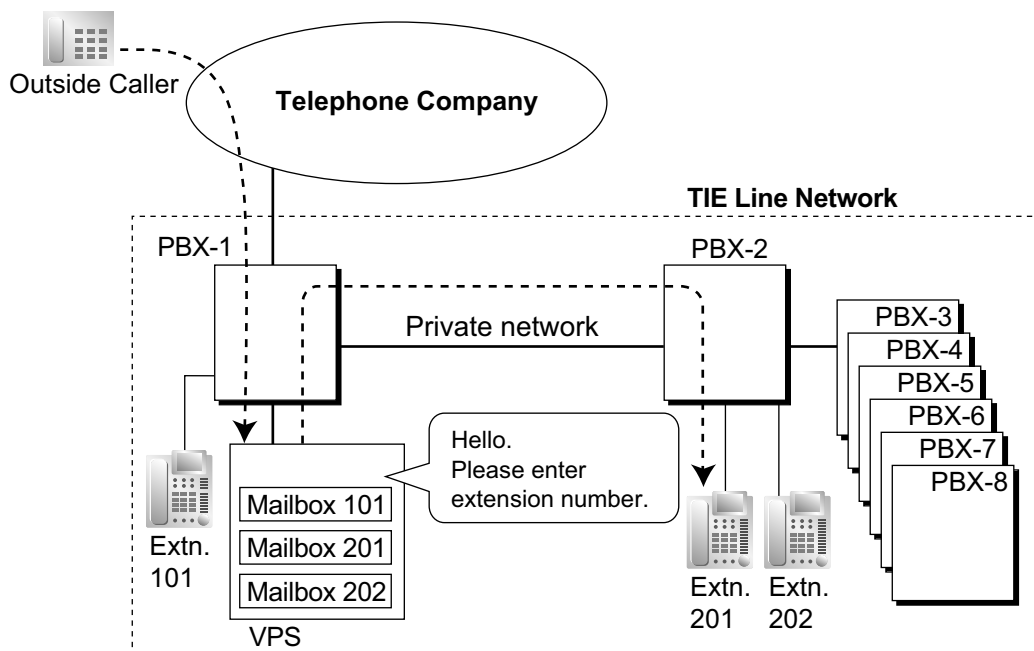 Outside Caller
Telephone Company
TIE Line Network
PBX-1
PBX-2
Private network
PBX-3
PBX-4
PBX-5
PBX-6
PBX-7
PBX-8
Hello.
Please enter
extension number.
Mailbox 101
Mailbox 201
Mailbox 202
VPS
Extn.
101
Extn.
201
Extn.
202